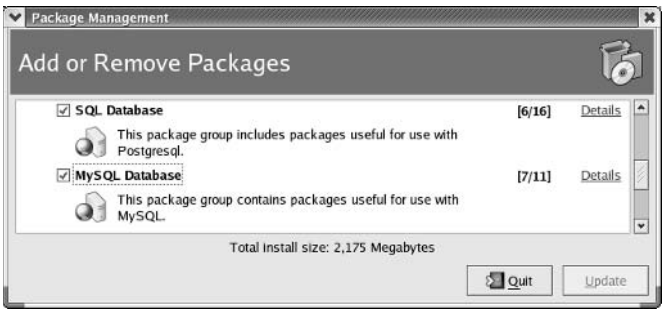 Package Management
Add or Remove Packages
SQL Database [6/16] Details
This package group includes packages useful for use with
Postgresql.
MySQL Database [7/11] Details
This package group contains packages useful for use with
MySQL.
Total install size: 2,175 Megabytes
Quit Update